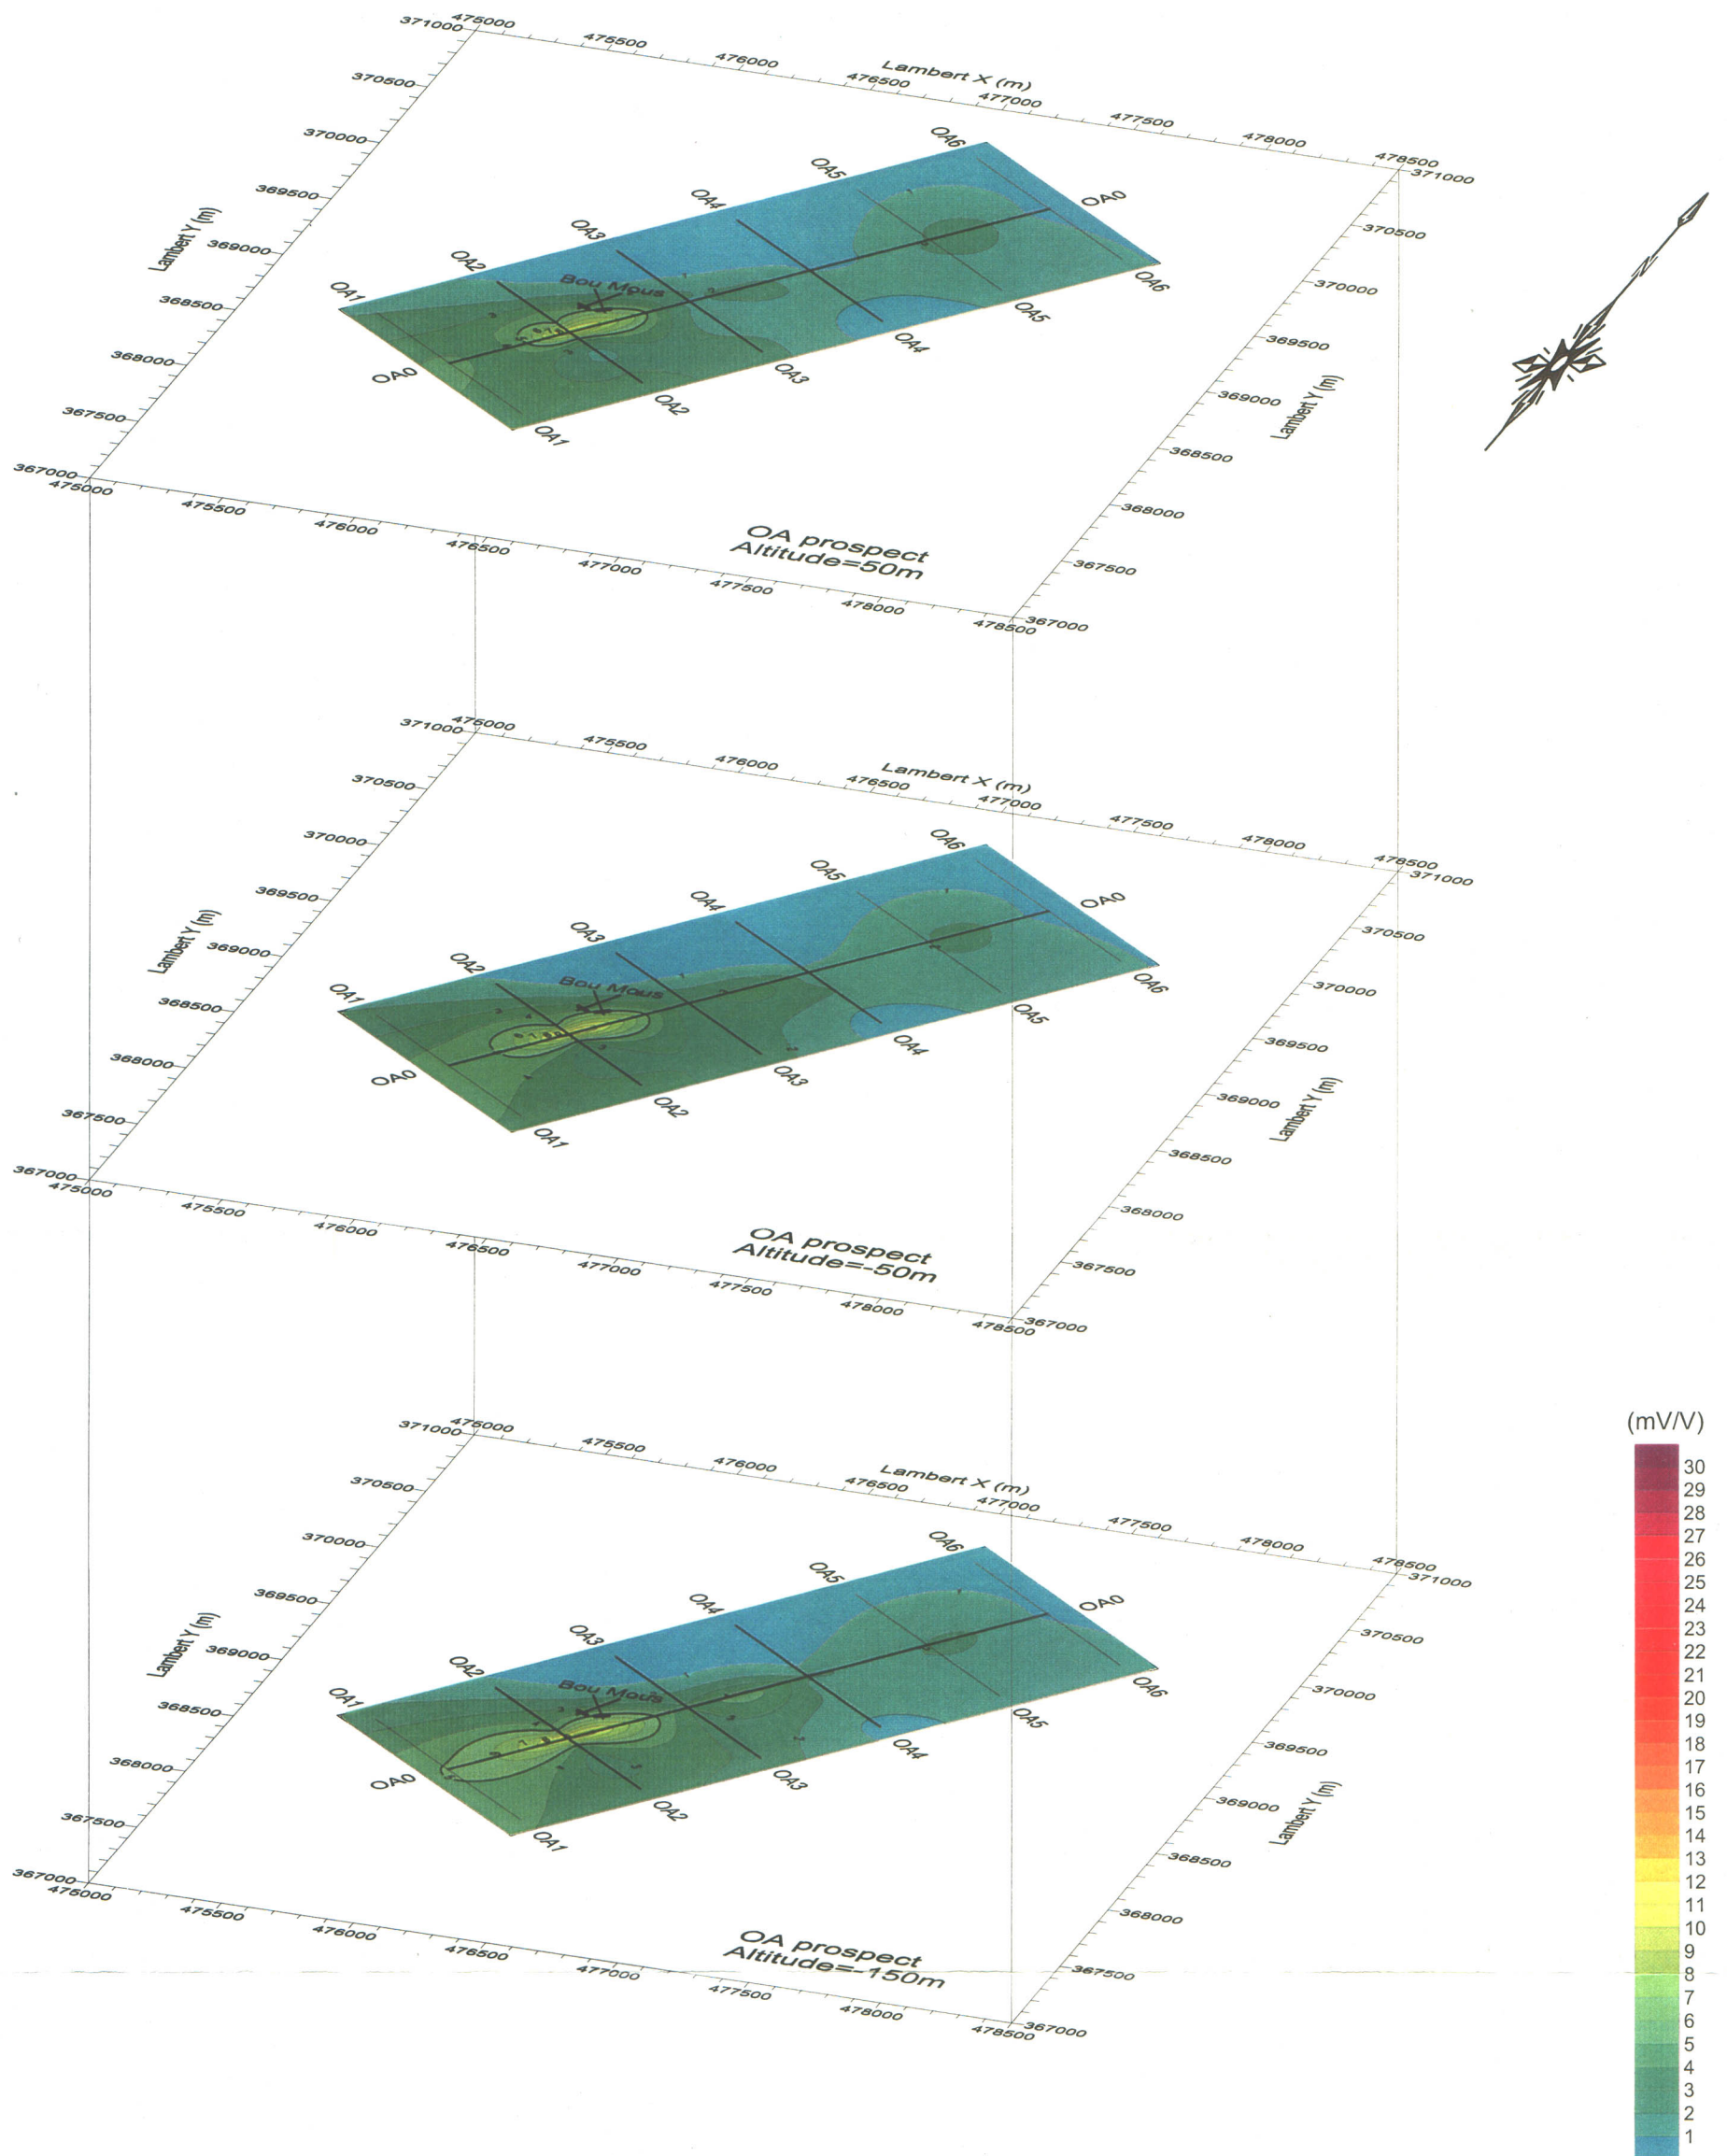 475000
371000
475500
476000
Lambert X (m)
476500
477000
477500
478000
478500
371000
370500
370000
369500
369000
368500
368000
367500
367000
Lambert Y (m)
370500
370000
369500
369000
368500
368000
367500
367000
Lambert Y (m)
OA6
OA5
OA4
OA3
OA2
OA1
OA0
Bou Mous
OA0
OA6
OA5
OA4
OA3
OA2
OA1
N
475000
475500
476000
476500
477000
477500
478000
478500
OA prospect
Altitude=50m
475000
371000
475500
476000
Lambert X (m)
476500
477000
477500
478000
478500
371000
370500
370000
369500
369000
368500
368000
367500
367000
Lambert Y (m)
370500
370000
369500
369000
368500
368000
367500
367000
Lambert Y (m)
OA6
OA5
OA4
OA3
OA2
OA1
OA0
Bou Mous
OA0
OA6
OA5
OA4
OA3
OA2
OA1
475000
475500
476000
476500
477000
477500
478000
478500
OA prospect
Altitude=-50m
475000
371000
475500
476000
Lambert X (m)
476500
477000
477500
478000
478500
371000
370500
370000
369500
369000
368500
368000
367500
367000
Lambert Y (m)
370500
370000
369500
369000
368500
368000
367500
367000
Lambert Y (m)
OA6
OA5
OA4
OA3
OA2
OA1
OA0
Bou Mous
OA0
OA6
OA5
OA4
OA3
OA2
OA1
475000
475500
476000
476500
477000
477500
478000
478500
OA prospect
Altitude=-150m
(mV/V)
30
29
28
27
26
25
24
23
22
21
20
19
18
17
16
15
14
13
12
11
10
9
8
7
6
5
4
3
2
1